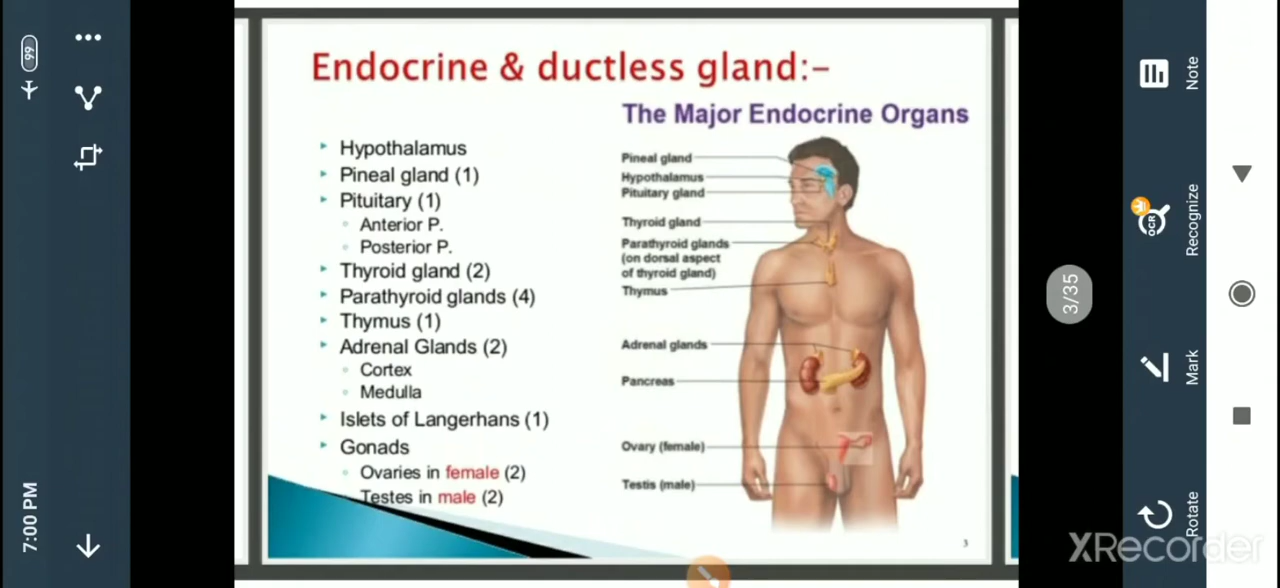 Endocrine & ductless gland:-
The Major Endocrine Organs
Hypothalamus
Pineal gland (1)
Pituitary (1)
Anterior P.
Posterior P.
Thyroid gland (2)
Parathyroid glands (4)
Thymus (1)
Adrenal Glands (2)
Cortex
Medulla
Islets of Langerhans (1)
Gonads
Ovaries in female (2)
Testes in male (2)
Pineal gland
Hypothalamus
Pituitary gland
Thyroid gland
Parathyroid glands
(on dorsal aspect
of thyroid gland)
Thymus
Adrenal glands
Pancreas
Ovary (female)
Testis (male)
3
3/35
99
7:00 PM
Note
OCR
Recognize
Mark
Rotate
XRecorder